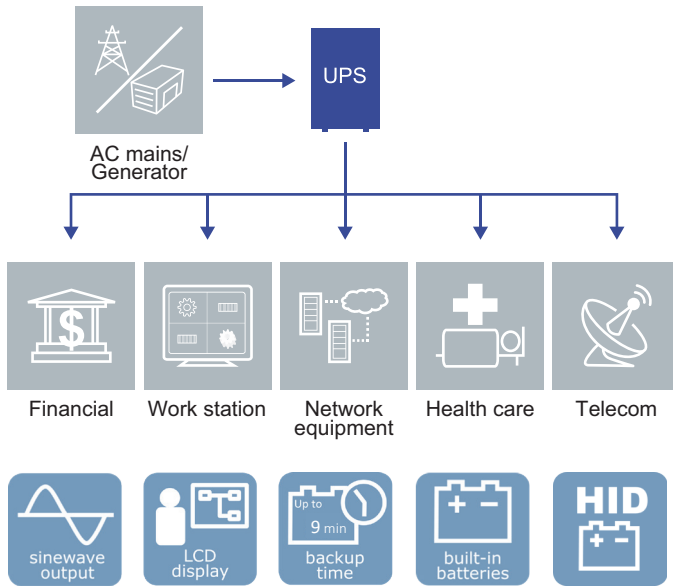 UPS
AC mains/
Generator
$
Financial
Work station
Network
equipment
Health care
Telecom
sinewave
output
LCD
display
Up to
9 min
backup
time
+ -
built-in
batteries
HID
+ -